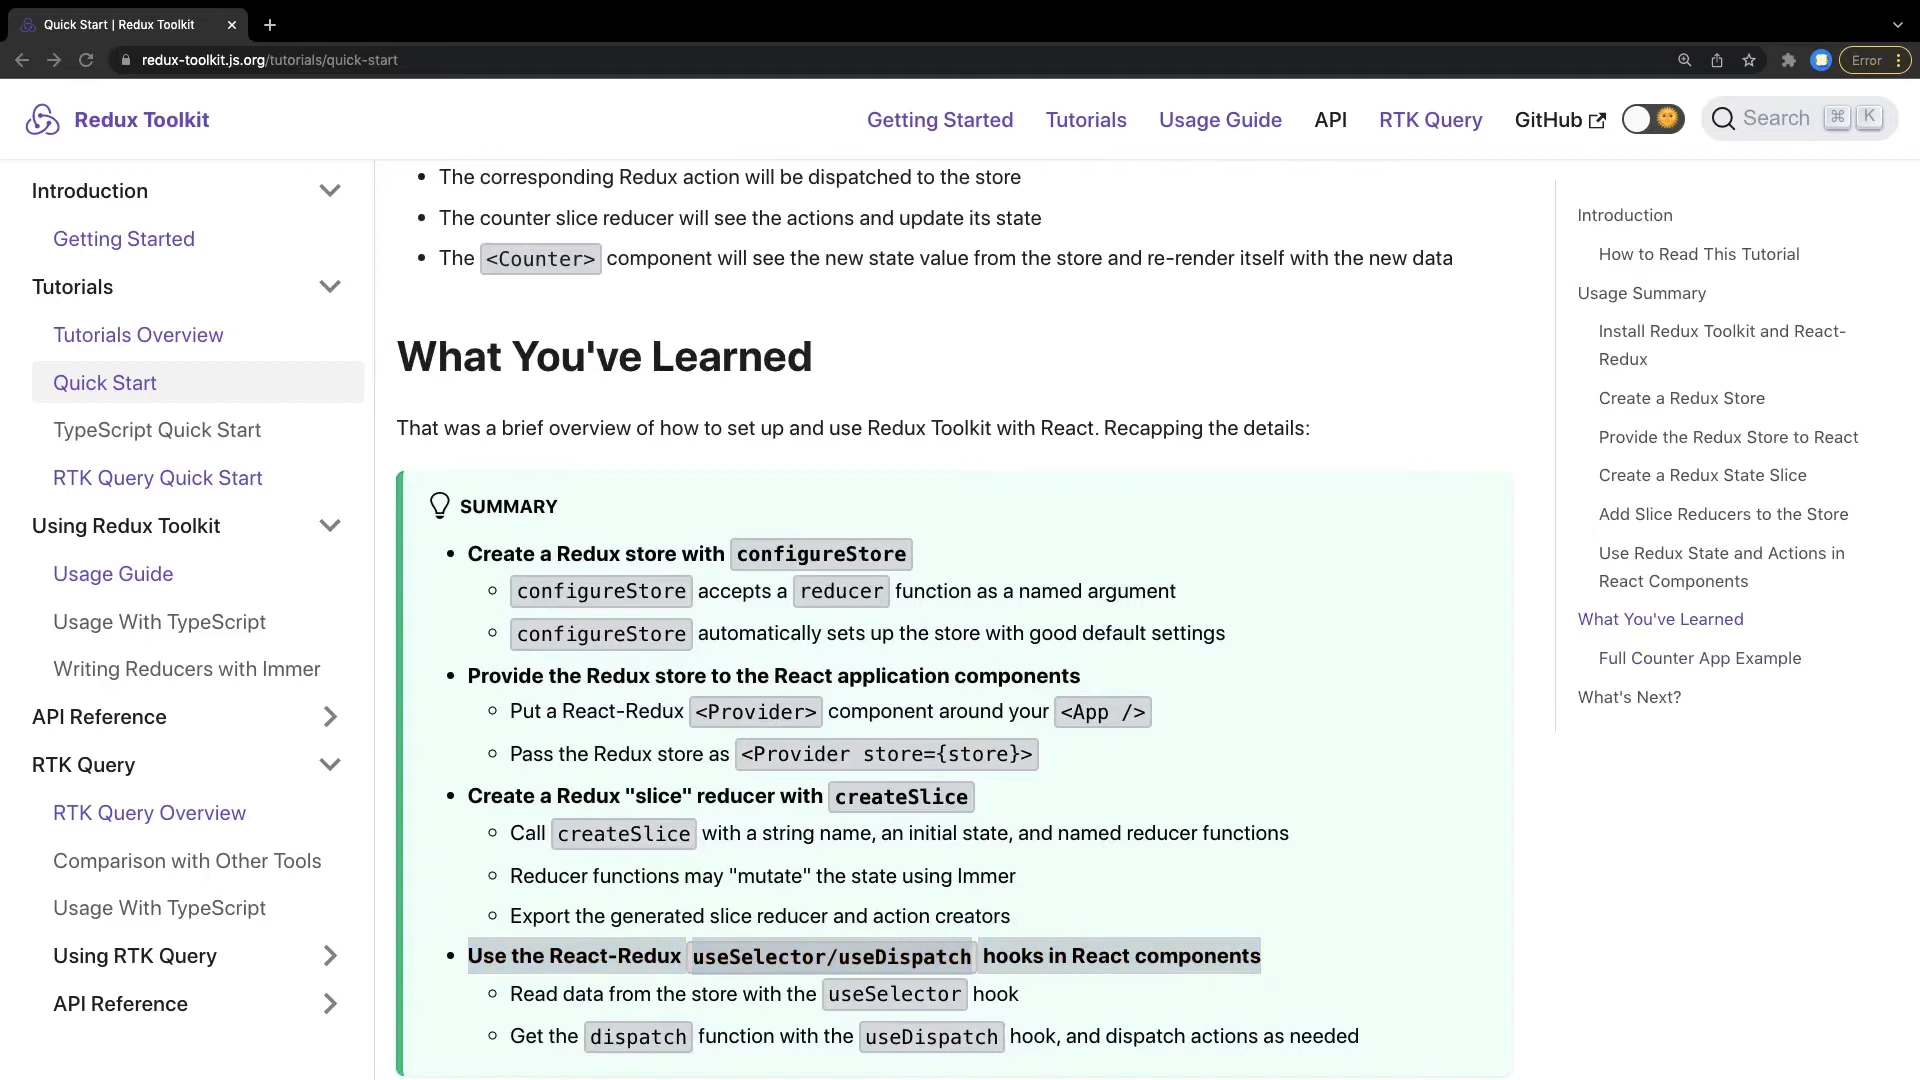 Quick Start | Redux Toolkit
redux-toolkit.js.org/tutorials/quick-start
Error
Redux Toolkit
Getting Started
Tutorials
Usage Guide
API
RTK Query
GitHub
Search ⌘ K
Introduction
Getting Started
Tutorials
Tutorials Overview
Quick Start
TypeScript Quick Start
RTK Query Quick Start
Using Redux Toolkit
Usage Guide
Usage With TypeScript
Writing Reducers with Immer
API Reference
RTK Query
RTK Query Overview
Comparison with Other Tools
Usage With TypeScript
Using RTK Query
API Reference
The corresponding Redux action will be dispatched to the store
The counter slice reducer will see the actions and update its state
The <Counter> component will see the new state value from the store and re-render itself with the new data
What You've Learned
That was a brief overview of how to set up and use Redux Toolkit with React. Recapping the details:
SUMMARY
Create a Redux store with configureStore
configureStore accepts a reducer function as a named argument
configureStore automatically sets up the store with good default settings
Provide the Redux store to the React application components
Put a React-Redux <Provider> component around your <App />
Pass the Redux store as <Provider store={store}>
Create a Redux "slice" reducer with createSlice
Call createSlice with a string name, an initial state, and named reducer functions
Reducer functions may "mutate" the state using Immer
Export the generated slice reducer and action creators
Use the React-Redux useSelector/useDispatch hooks in React components
Read data from the store with the useSelector hook
Get the dispatch function with the useDispatch hook, and dispatch actions as needed
Introduction
How to Read This Tutorial
Usage Summary
Install Redux Toolkit and React-
Redux
Create a Redux Store
Provide the Redux Store to React
Create a Redux State Slice
Add Slice Reducers to the Store
Use Redux State and Actions in
React Components
What You've Learned
Full Counter App Example
What's Next?